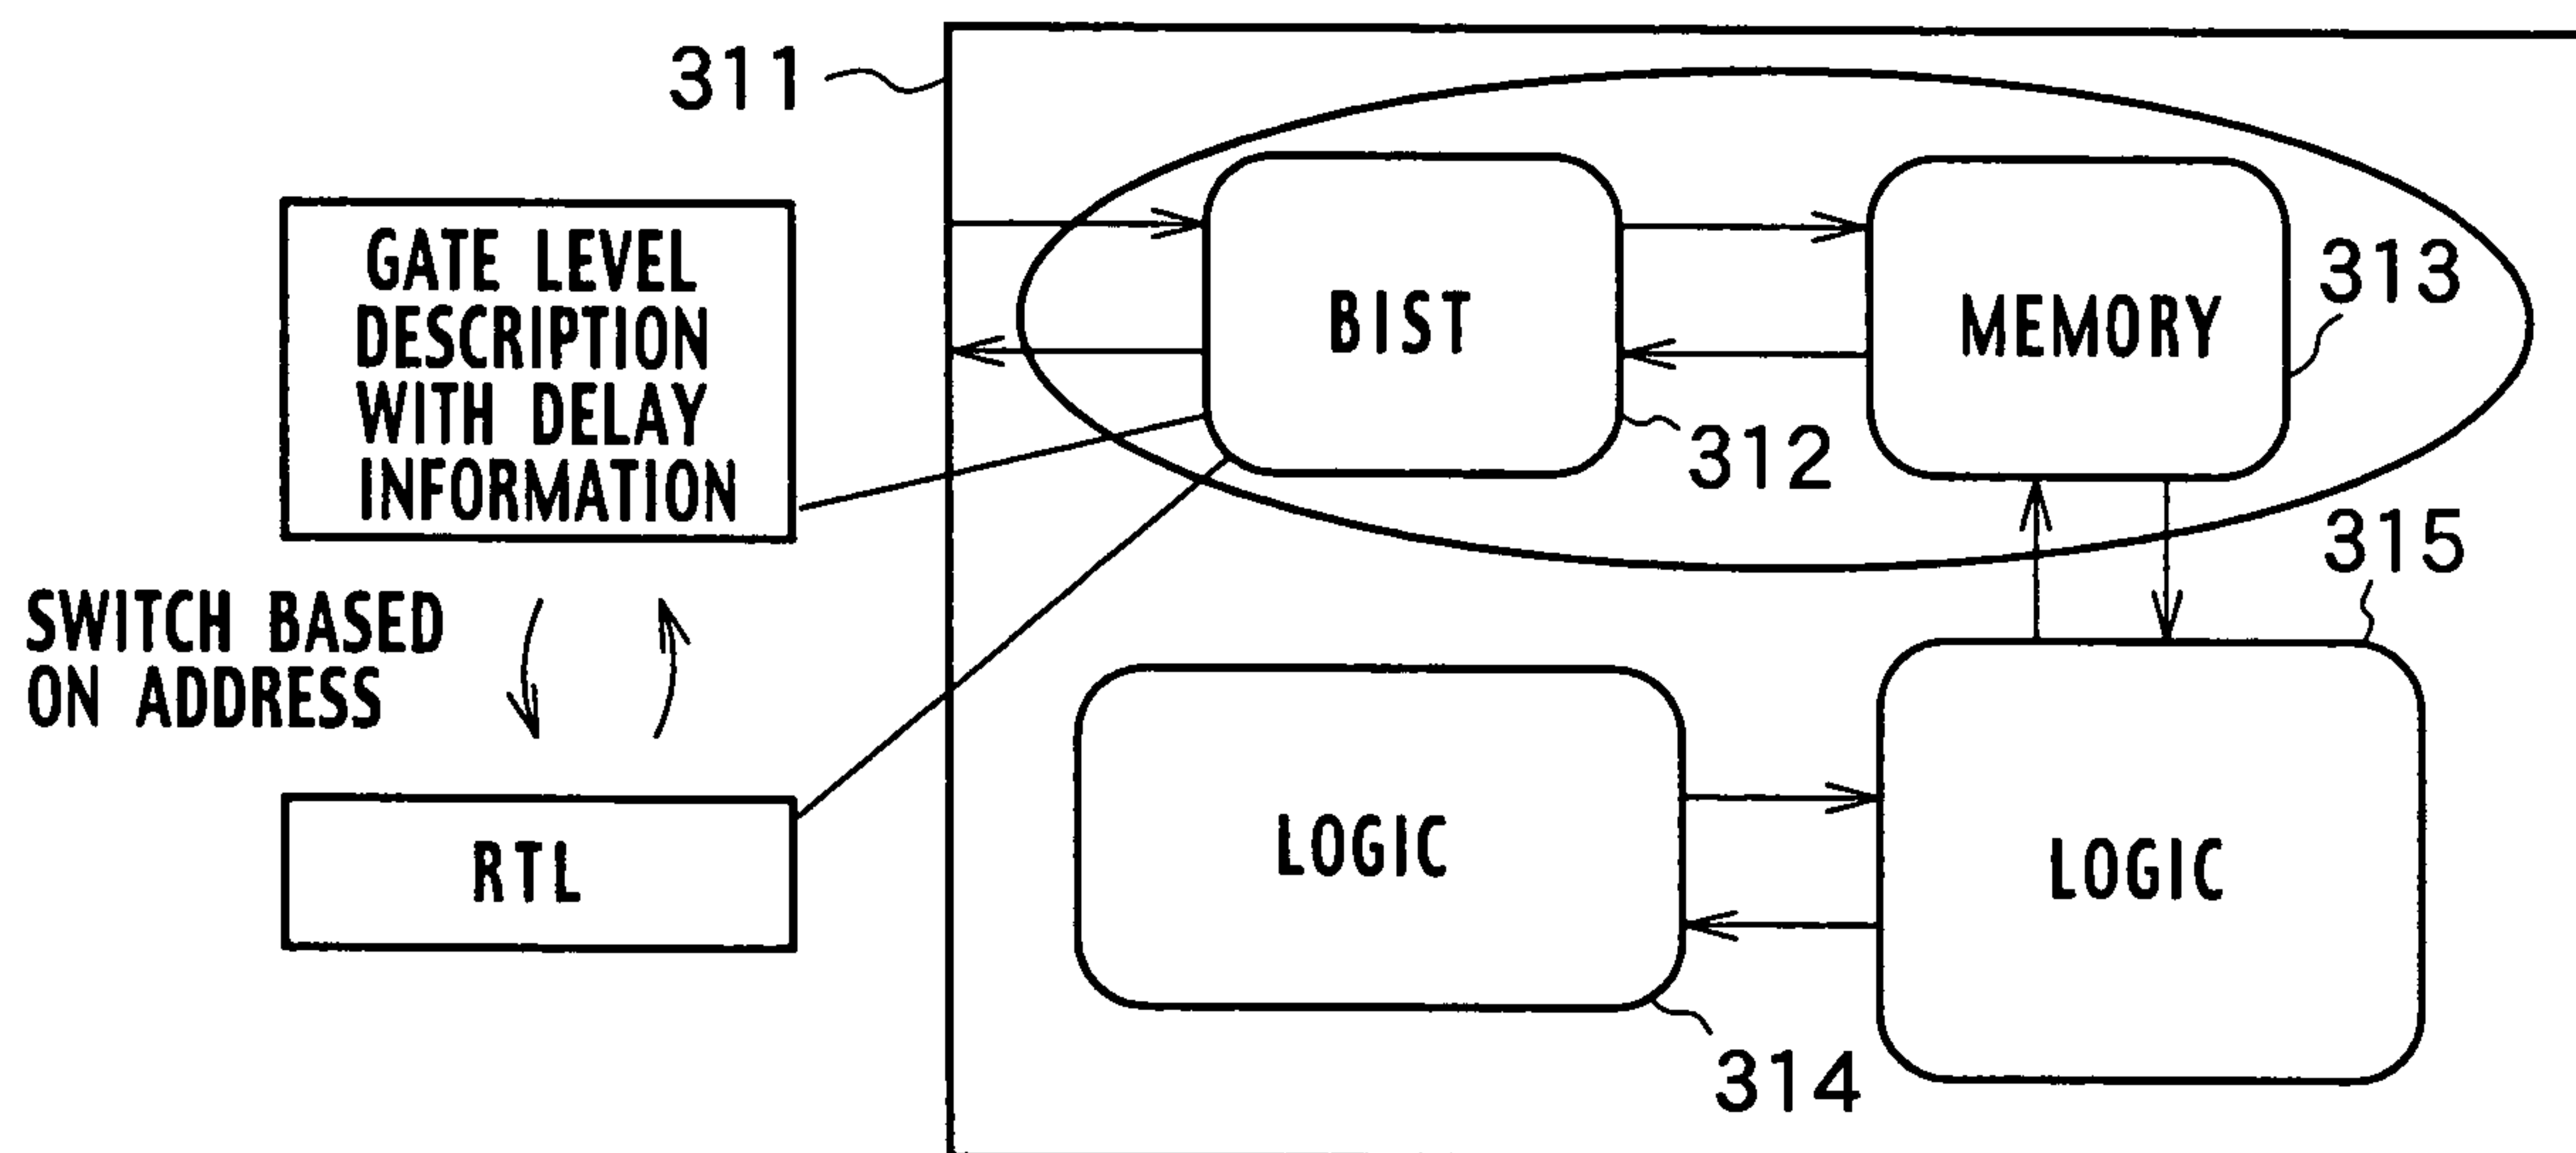 311
GATE LEVEL
DESCRIPTION
WITH DELAY
INFORMATION
BIST
MEMORY
313
312
315
SWITCH BASED
ON ADDRESS
RTL
LOGIC
LOGIC
314